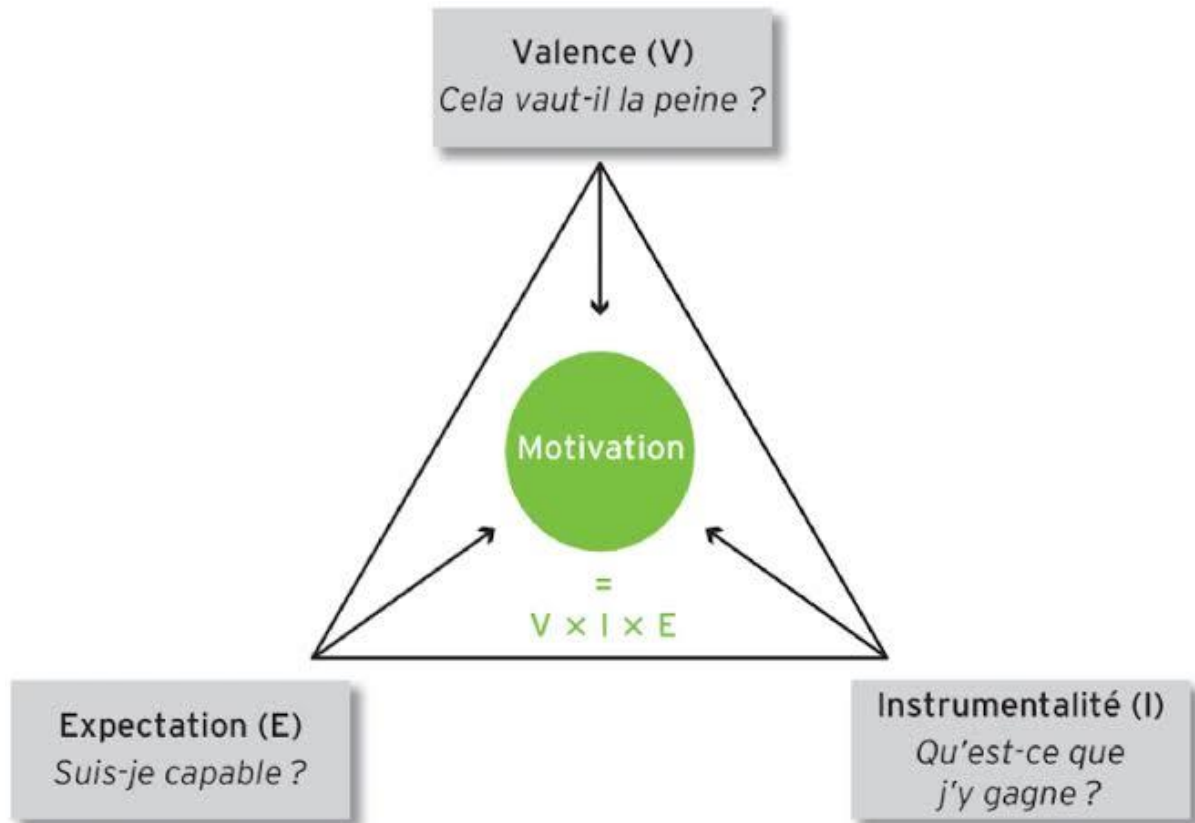 Valence (V)
Cela vaut-il la peine ?
Motivation
=
V × I × E
Expectation (E)
Suis-je capable ?
Instrumentalité (I)
Qu'est-ce que
j'y gagne ?